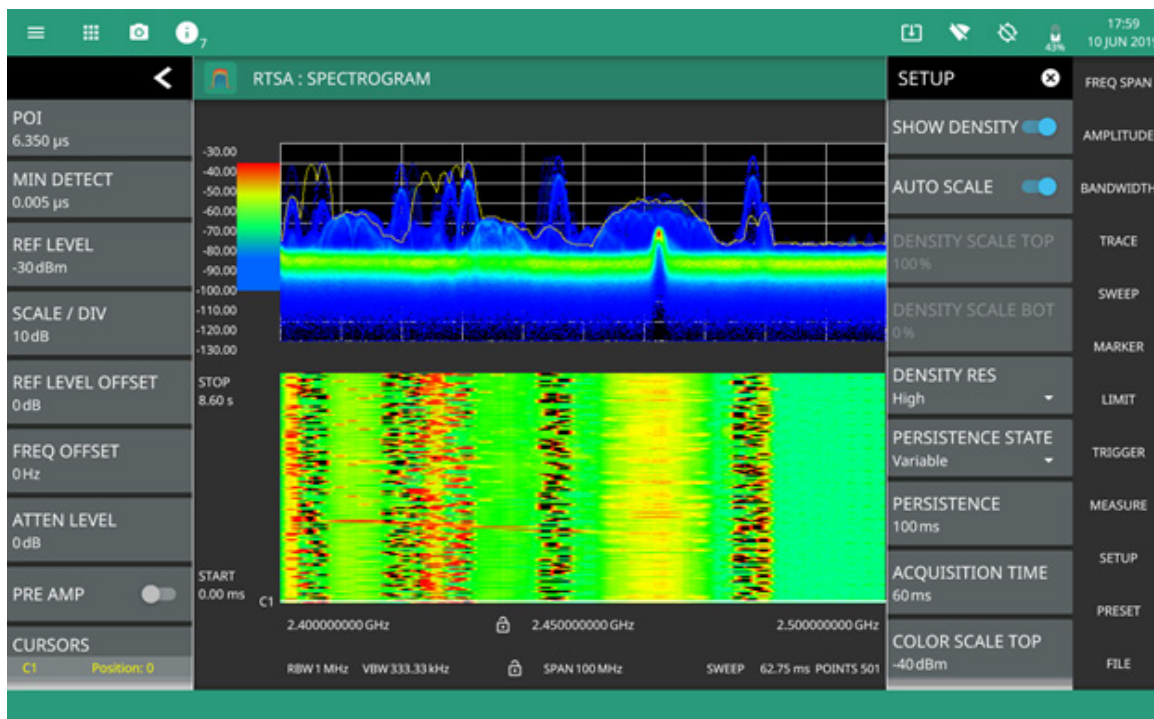 7
43%
17:59
10 JUN 2019
RTSA : SPECTROGRAM
POI
6.350 µs
MIN DETECT
0.005 µs
REF LEVEL
-30 dBm
SCALE / DIV
10 dB
REF LEVEL OFFSET
0 dB
FREQ OFFSET
0 Hz
ATTEN LEVEL
0 dB
PRE AMP
CURSORS
C1 Position: 0
-30.00
-40.00
-50.00
-60.00
-70.00
-80.00
-90.00
-100.00
-110.00
-120.00
-130.00
STOP
8.60 s
START
0.00 ms
C1
2.400000000 GHz 2.450000000 GHz 2.500000000 GHz
RBW 1 MHz VBW 333.33 kHz SPAN 100 MHz SWEEP 62.75 ms POINTS 501
SETUP
SHOW DENSITY
AUTO SCALE
DENSITY SCALE TOP
100 %
DENSITY SCALE BOT
0 %
DENSITY RES
High
PERSISTENCE STATE
Variable
PERSISTENCE
100 ms
ACQUISITION TIME
60 ms
COLOR SCALE TOP
-40 dBm
FREQ SPAN
AMPLITUDE
BANDWIDTH
TRACE
SWEEP
MARKER
LIMIT
TRIGGER
MEASURE
SETUP
PRESET
FILE